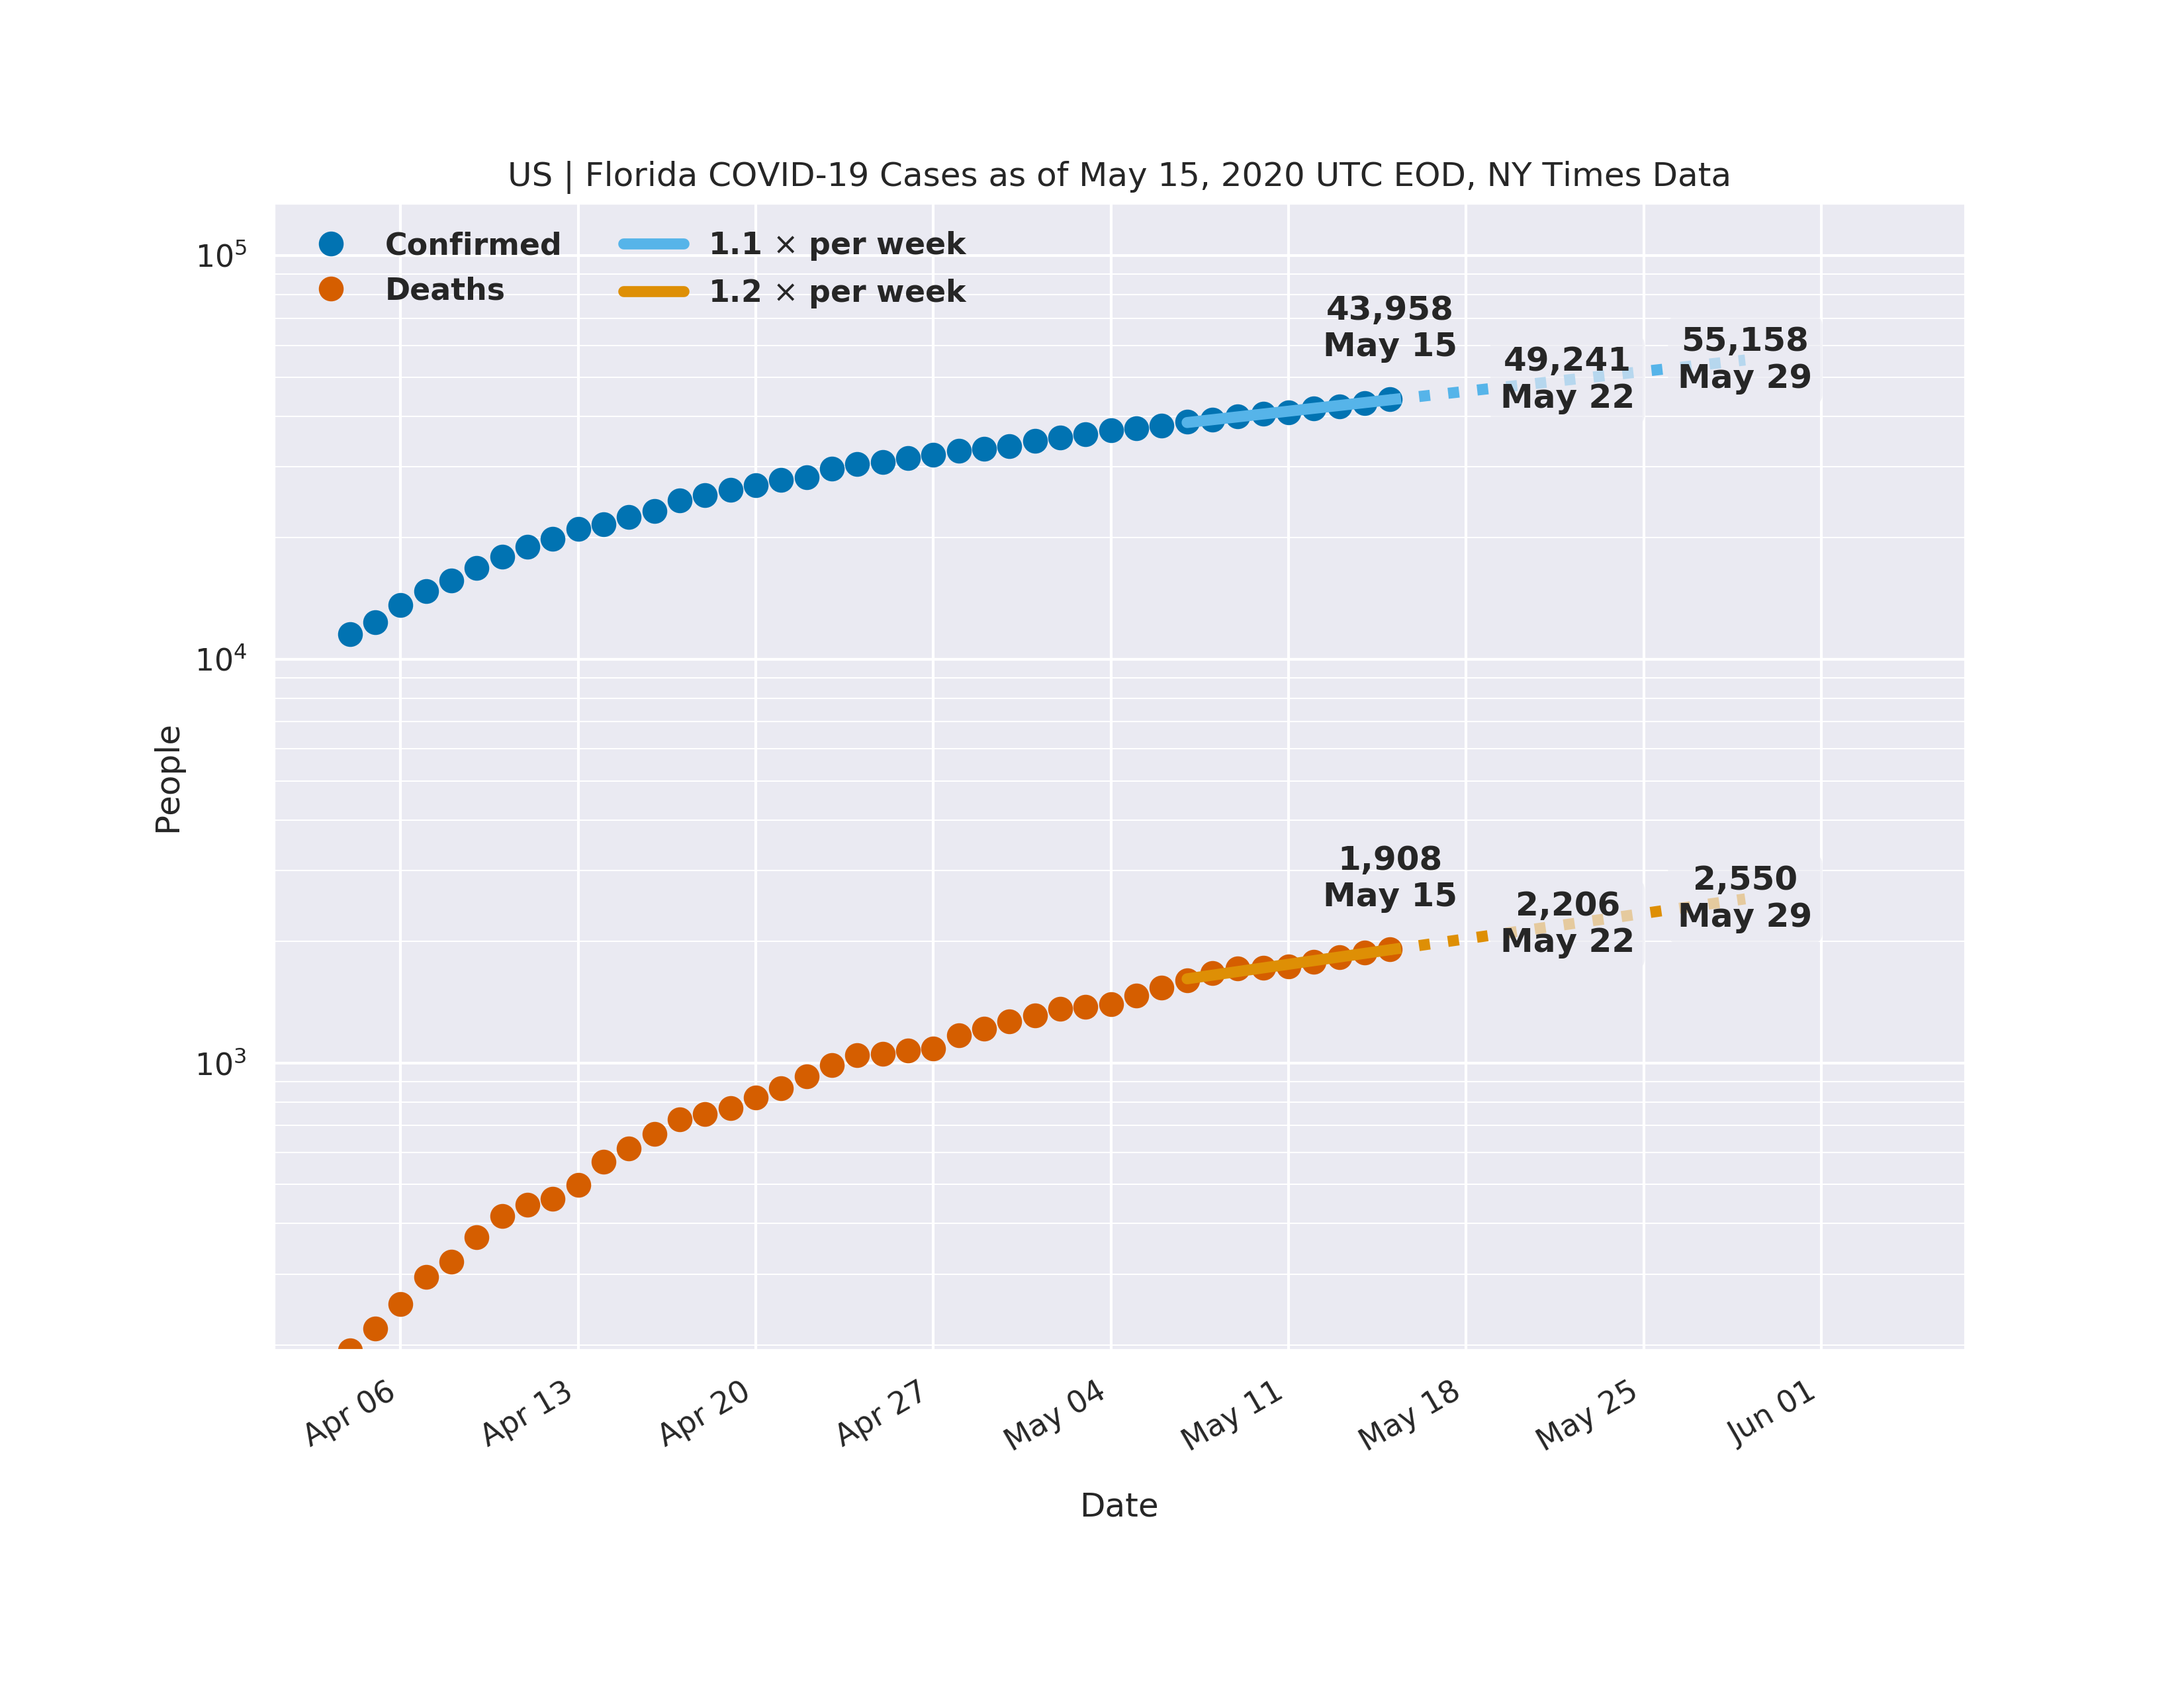 US | Florida COVID-19 Cases as of May 15, 2020 UTC EOD, NY Times Data
Confirmed
Deaths
1.1 × per week
1.2 × per week
10⁵
10⁴
10³
People
43,958
May 15
49,241
May 22
55,158
May 29
1,908
May 15
2,206
May 22
2,550
May 29
Apr 06
Apr 13
Apr 20
Apr 27
May 04
May 11
May 18
May 25
Jun 01
Date